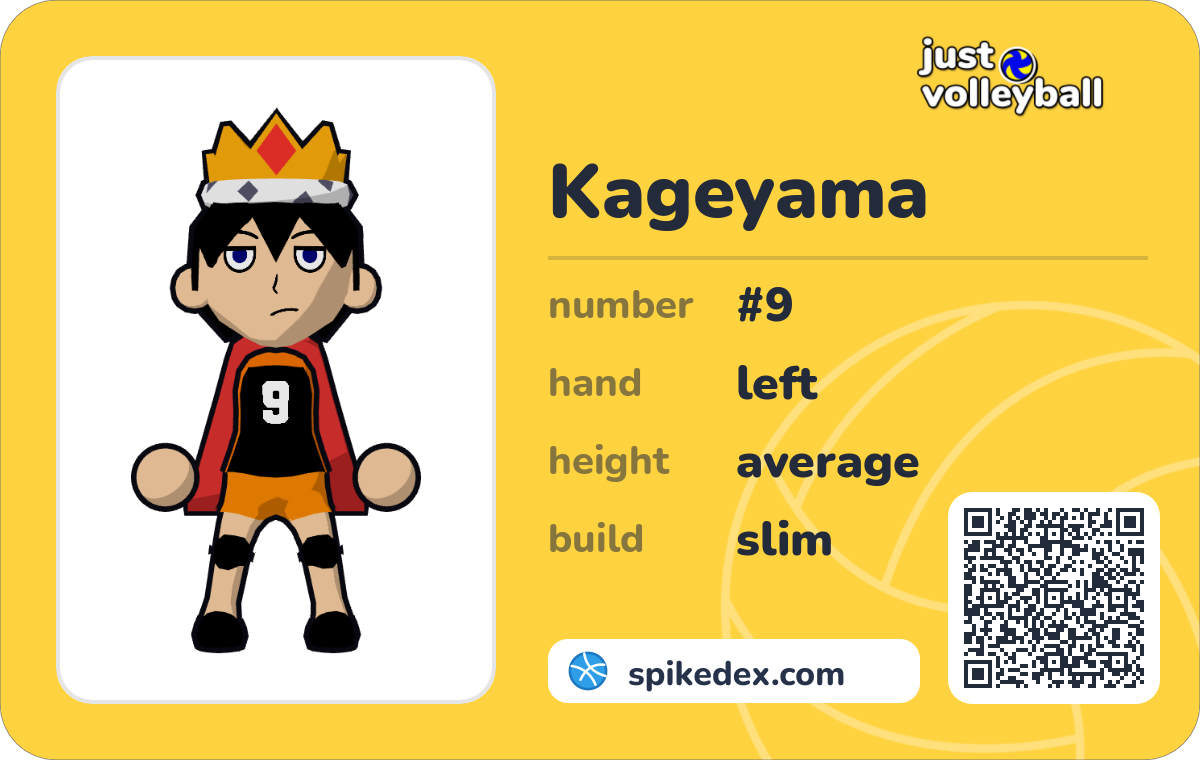 just
volleyball
Kageyama
number #9
hand left
height average
build slim
9
spikedex.com